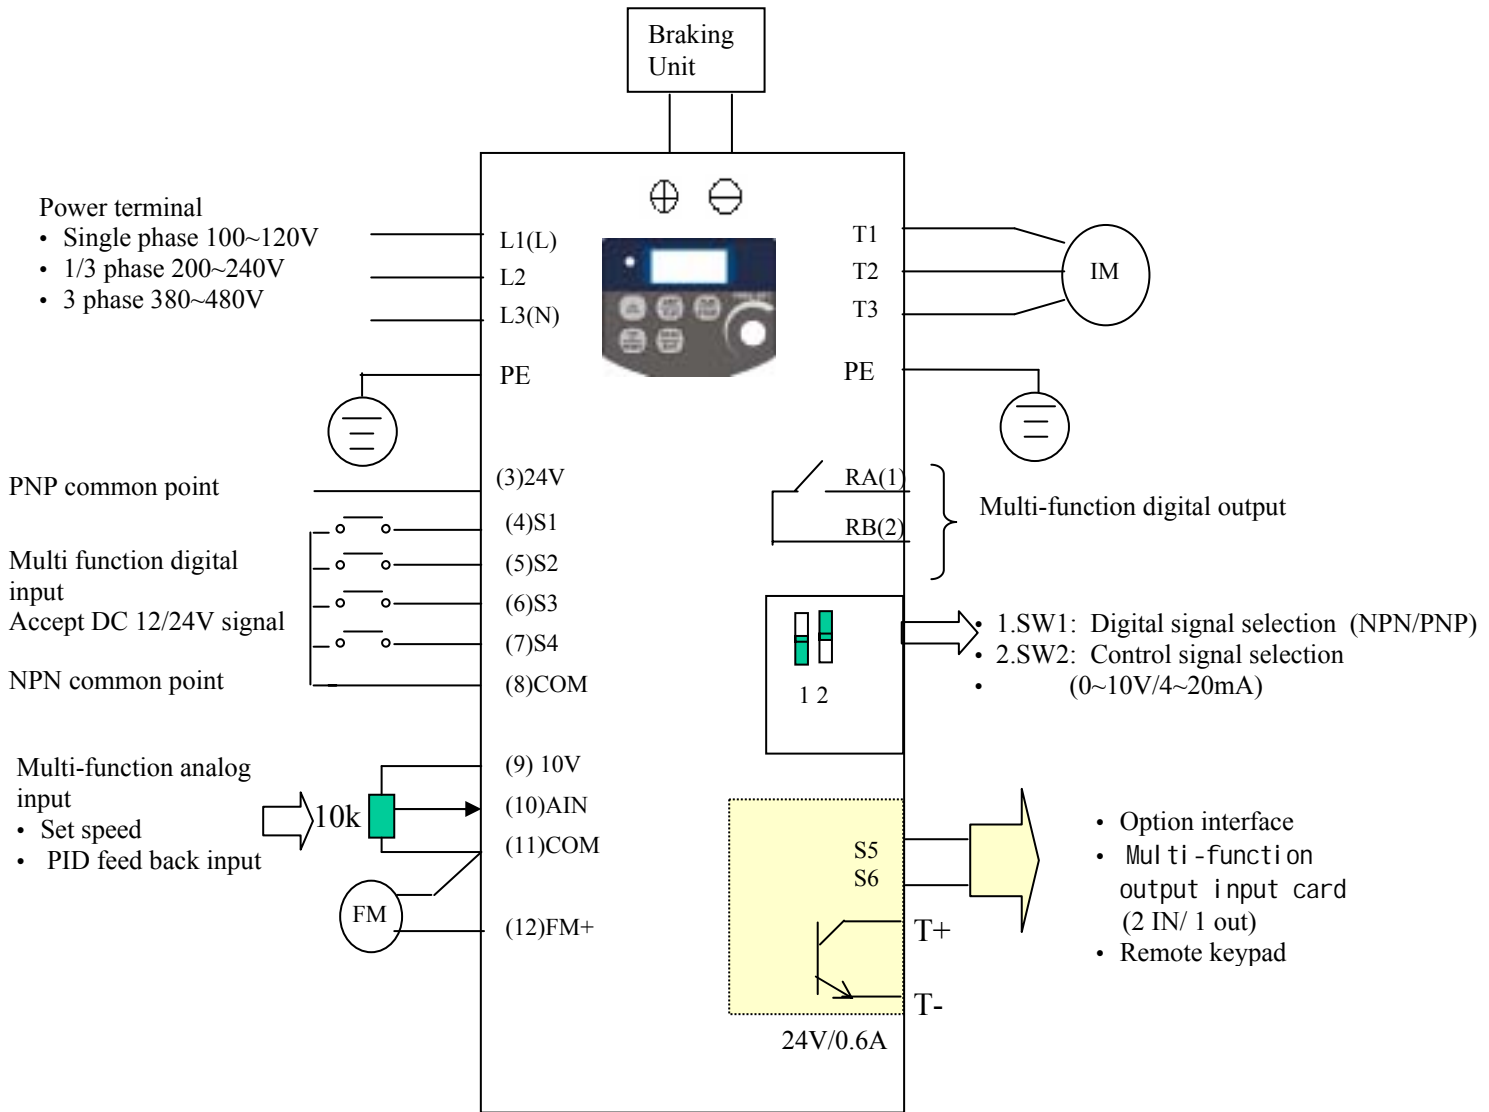 Braking
Unit
Power terminal
• Single phase 100~120V
• 1/3 phase 200~240V
• 3 phase 380~480V
L1(L)
L2
L3(N)
PE
T1
T2
T3
PE
IM
PNP common point
Multi function digital
input
Accept DC 12/24V signal
NPN common point
(3)24V
(4)S1
(5)S2
(6)S3
(7)S4
(8)COM
RA(1)
RB(2)
Multi-function digital output
1 2
• 1.SW1: Digital signal selection (NPN/PNP)
• 2.SW2: Control signal selection
• (0~10V/4~20mA)
Multi-function analog
input
• Set speed
• PID feed back input
10k
(9) 10V
(10)AIN
(11)COM
FM
(12)FM+
S5
S6
T+
T-
24V/0.6A
• Option interface
• Multi-function
output input card
(2 IN/ 1 out)
• Remote keypad